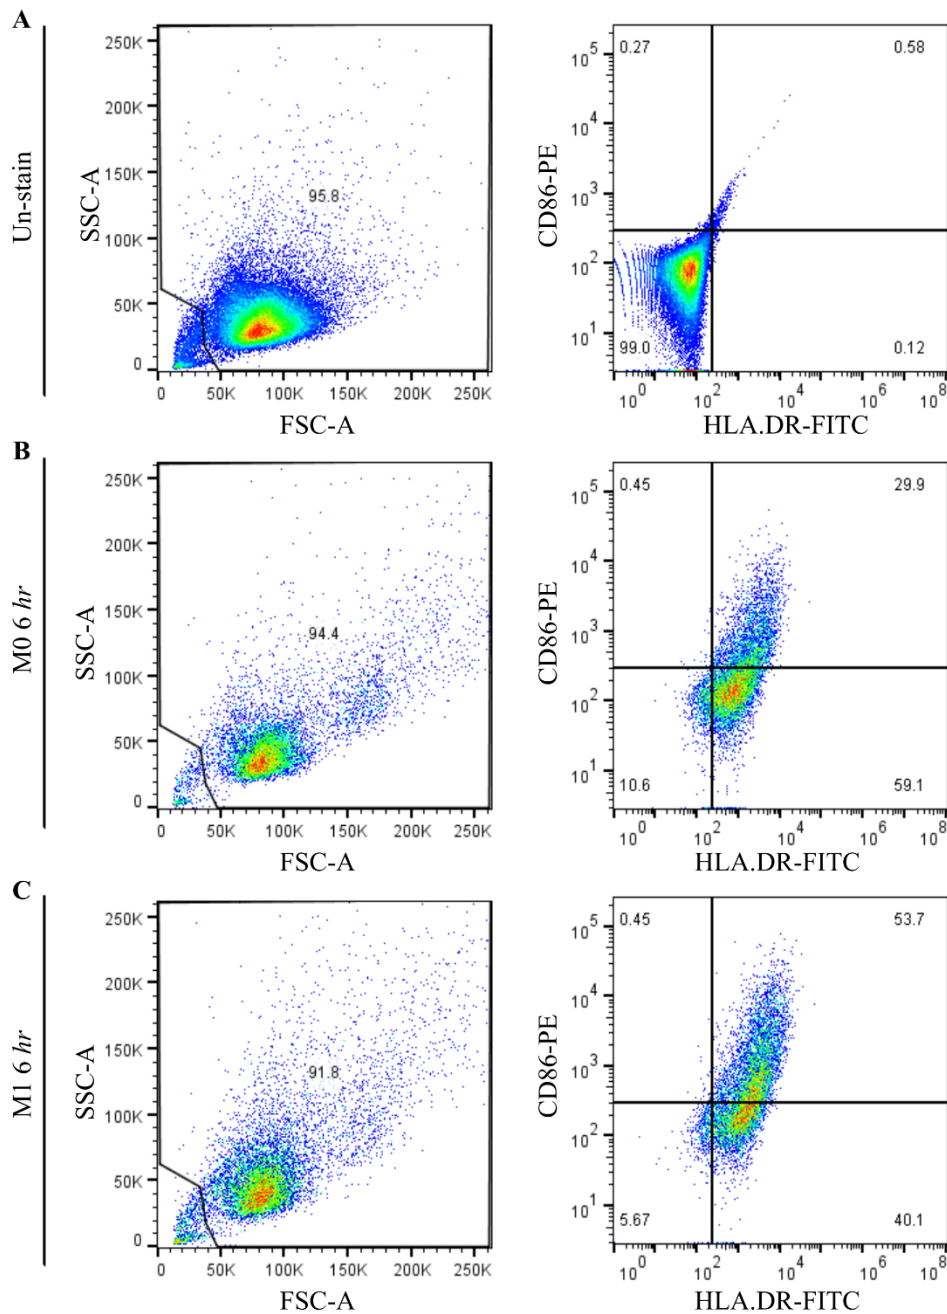 A
Un-stain
SSC-A
250K
200K
150K
100K
50K
0
95.8
0
50K
100K
150K
200K
250K
FSC-A
CD86-PE
10^5
10^4
10^3
10^2
10^1
0.27
0.58
99.0
0.12
10^0
10^2
10^4
10^6
10^8
HLA.DR-FITC
B
M0 6 hr
SSC-A
250K
200K
150K
100K
50K
0
94.4
0
50K
100K
150K
200K
250K
FSC-A
CD86-PE
10^5
10^4
10^3
10^2
10^1
0.45
29.9
10.6
59.1
10^0
10^2
10^4
10^6
10^8
HLA.DR-FITC
C
M1 6 hr
SSC-A
250K
200K
150K
100K
50K
0
91.8
0
50K
100K
150K
200K
250K
FSC-A
CD86-PE
10^5
10^4
10^3
10^2
10^1
0.45
53.7
5.67
40.1
10^0
10^2
10^4
10^6
10^8
HLA.DR-FITC